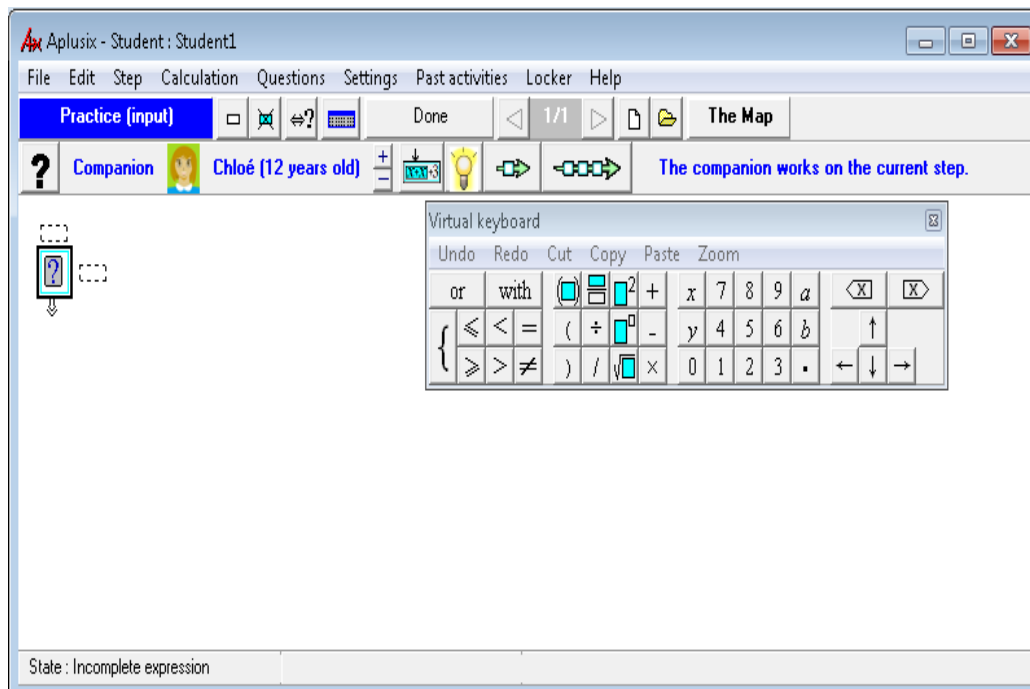 Aplusix - Student : Student1
File Edit Step Calculation Questions Settings Past activities Locker Help
Practice (input) ⇔? Done 1/1 The Map
? Companion Chloé (12 years old) + − The companion works on the current step.
?
Virtual keyboard
Undo Redo Cut Copy Paste Zoom
or with (□) □² + x 7 8 9 a X X
{ ≤ < = ( ÷ - y 4 5 6 b ↑
≥ > ≠ ) / √ × 0 1 2 3 . ← ↓ →
State : Incomplete expression